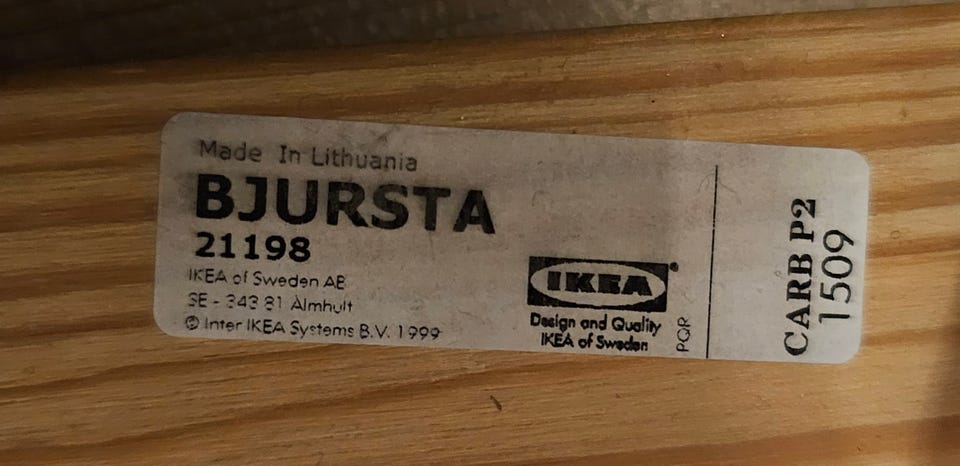 Made In Lithuania
BJURSTA
21198
IKEA of Sweden AB
SE - 343 81 Älmhult
© Inter IKEA Systems B.V. 1999
IKEA®
Design and Quality
IKEA of Sweden
PQR
CARB P2
1509